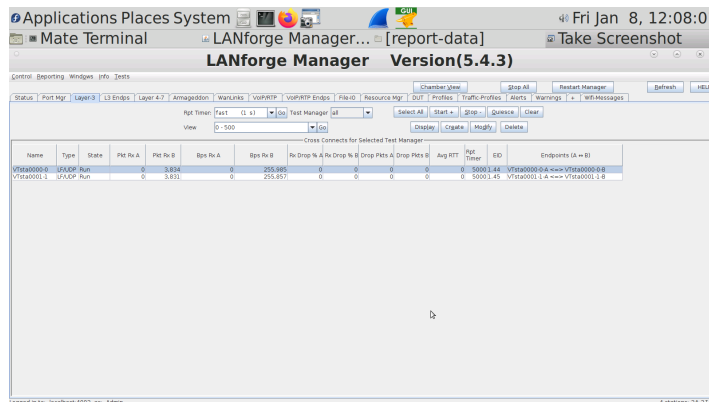 Applications Places System GUI Fri Jan 8, 12:08:0
Mate Terminal LANforge Manager... [report-data] Take Screenshot
LANforge Manager Version(5.4.3)
Control Reporting Windows Info Tests
Chamber View Stop All Restart Manager Refresh HEL
Status Port Mgr Layer-3 L3 Endps Layer 4-7 Armageddon WanLinks VoIP/RTP VoIP/RTP Endps File-IO Resource Mgr DUT Profiles Traffic-Profiles Alerts Warnings + Wifi-Messages
Rpt Timer: fast (1 s) Go Test Manager all Select All Start + Stop - Quiesce Clear
View 0 - 500 Go Display Create Modify Delete
Cross Connects for Selected Test Manager
Name Type State Pkt Rx A Pkt Rx B Bps Rx A Bps Rx B Rx Drop % A Rx Drop % B Drop Pkts A Drop Pkts B Avg RTT Rpt Timer EID Endpoints (A ↔ B)
VTsta0000-0 LF/UDP Run 0 3,834 0 255,985 0 0 0 0 0 5000 1.44 VTsta0000-0-A <=> VTsta0000-0-B
VTsta0001-1 LF/UDP Run 0 3,831 0 255,857 0 0 0 0 0 5000 1.45 VTsta0001-1-A <=> VTsta0001-1-B